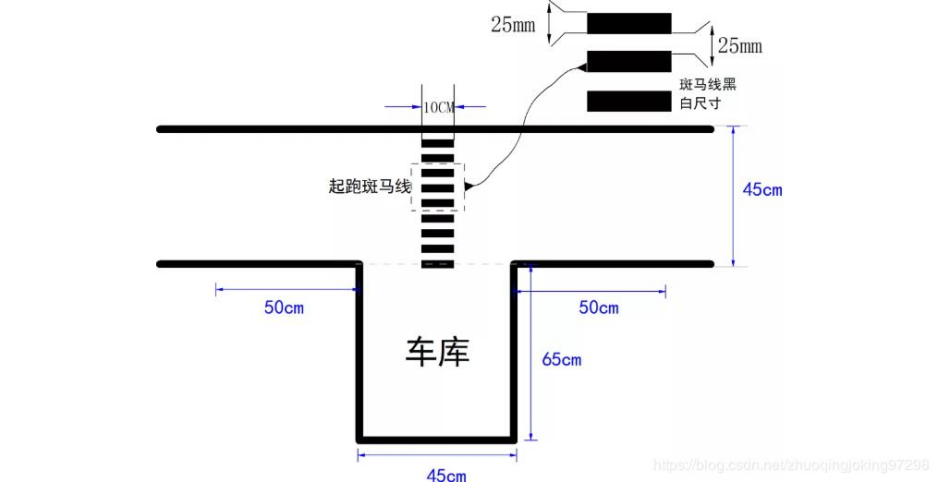 25mm
25mm
斑马线黑
白尺寸
10CM
起跑斑马线
45cm
50cm
50cm
车库
65cm
45cm
https://blog.csdn.net/zhuoqingjoking97298